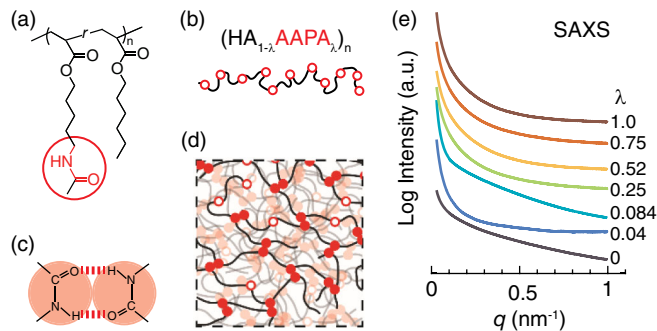 (a)
r
n
O
O
O
O
HN
O
(b)
(HA1-λAAPAλ)n
(c)
C
O
H
N
N
H
O
C
(d)
(e)
SAXS
Log Intensity (a.u.)
λ
1.0
0.75
0.52
0.25
0.084
0.04
0
0
0.5
1
q (nm-1)